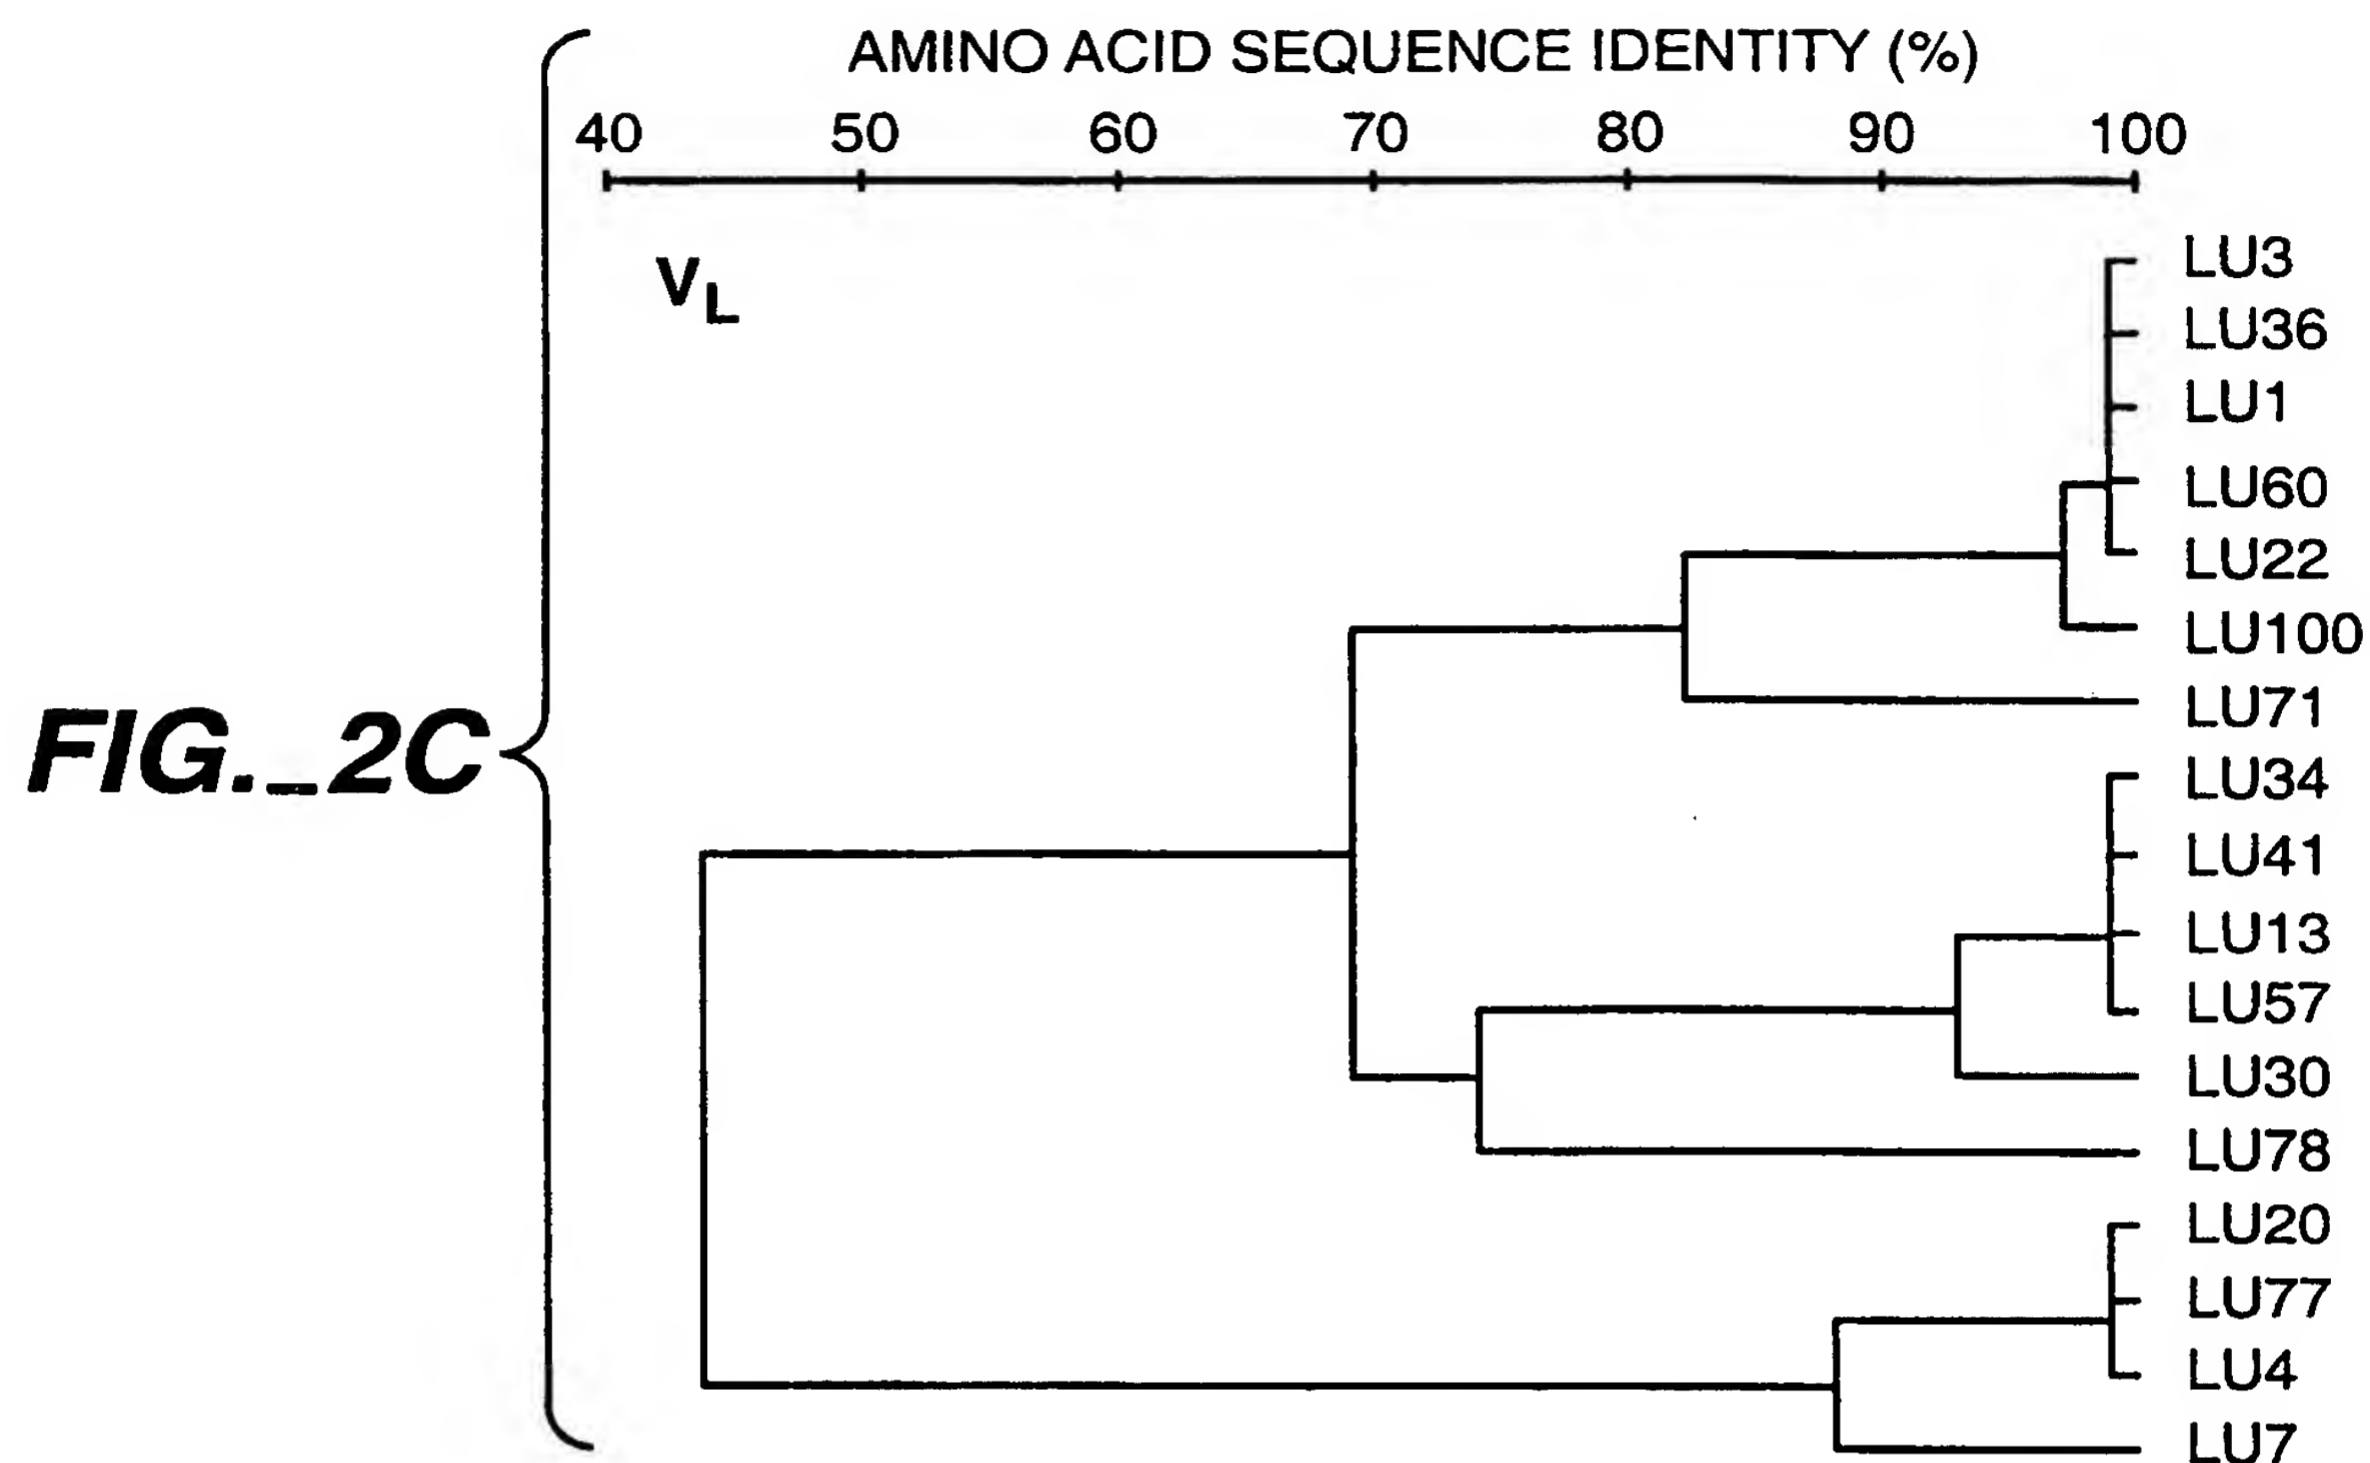 AMINO ACID SEQUENCE IDENTITY (%)
40 50 60 70 80 90 100
VL
LU3
LU36
LU1
LU60
LU22
LU100
LU71
FIG._2C
LU34
LU41
LU13
LU57
LU30
LU78
LU20
LU77
LU4
LU7